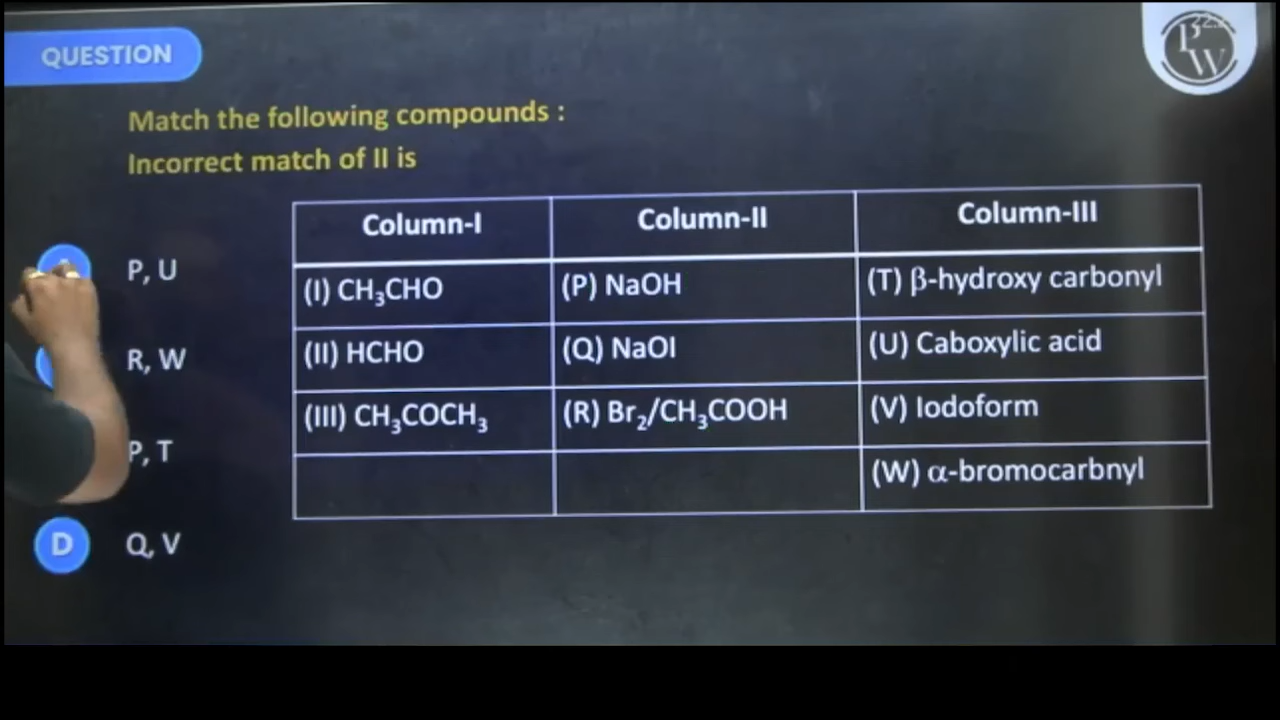 QUESTION
Match the following compounds :
Incorrect match of II is
P, U
R, W
P, T
D Q, V
Column-I Column-II Column-III
(I) CH₃CHO (P) NaOH (T) β-hydroxy carbonyl
(II) HCHO (Q) NaOI (U) Caboxylic acid
(III) CH₃COCH₃ (R) Br₂/CH₃COOH (V) Iodoform
(W) α-bromocarbnyl
PW